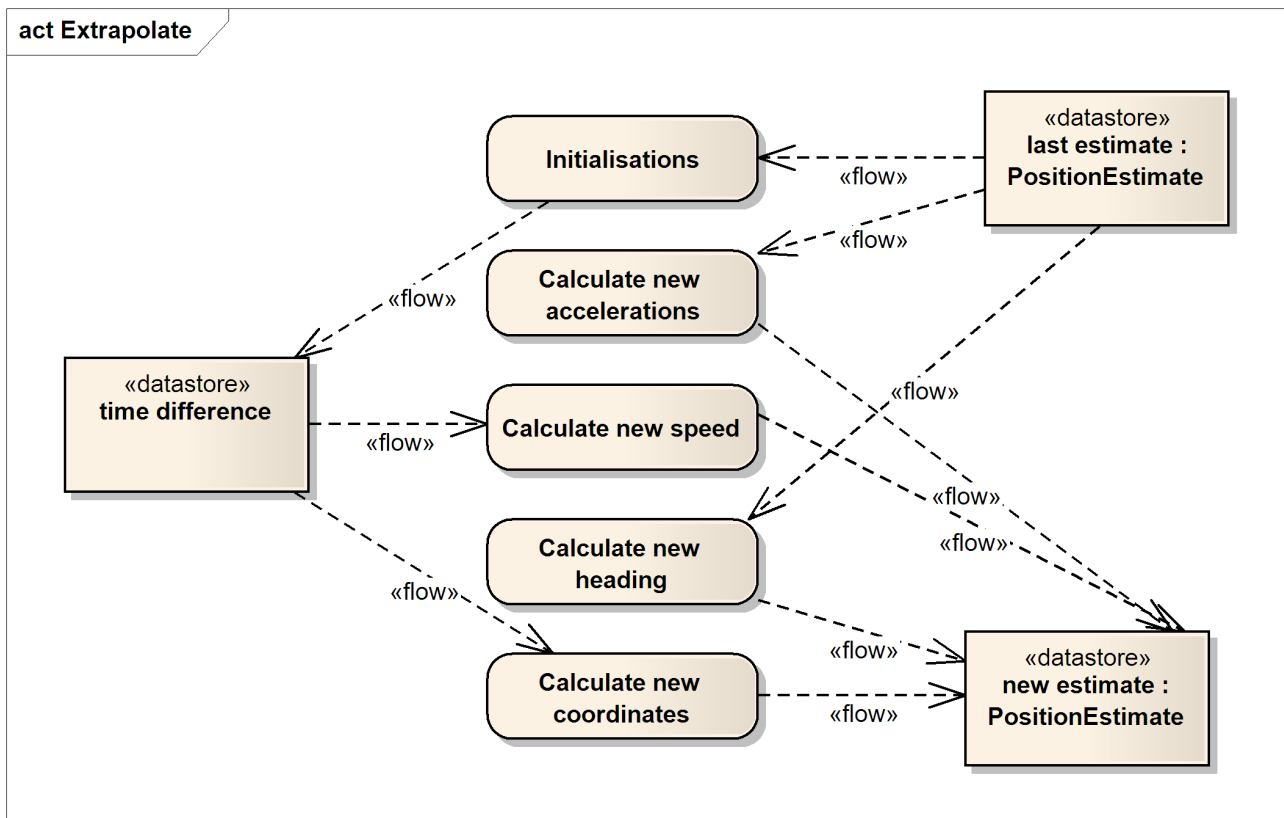 act Extrapolate
«datastore»
last estimate :
PositionEstimate
Initialisations
«flow»
«flow»
Calculate new
accelerations
«flow»
«datastore»
time difference
«flow»
Calculate new speed
«flow»
«flow»
«flow»
Calculate new
heading
«flow»
«flow»
«flow»
Calculate new
coordinates
«flow»
«datastore»
new estimate :
PositionEstimate